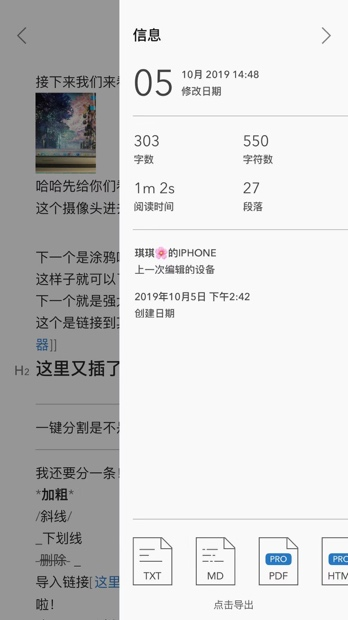 信息
05
10月 2019 14:48
修改日期
303
550
字数
字符数
1m 2s
27
阅读时间
段落
琪琪🌸的IPHONE
上一次编辑的设备
2019年10月5日 下午2:42
创建日期
TXT
MD
PRO
PDF
PRO
HTM
点击导出
接下来我们来
哈哈先给你们
这个摄像头进
下一个是涂鸦
这样子就可以
下一个就是强
这个是链接到
器]]
H2 这里又插了
一键分割是不
我还要分一条
*加粗*
/斜线/
_下划线
-删除- _
导入链接[这里
啦！